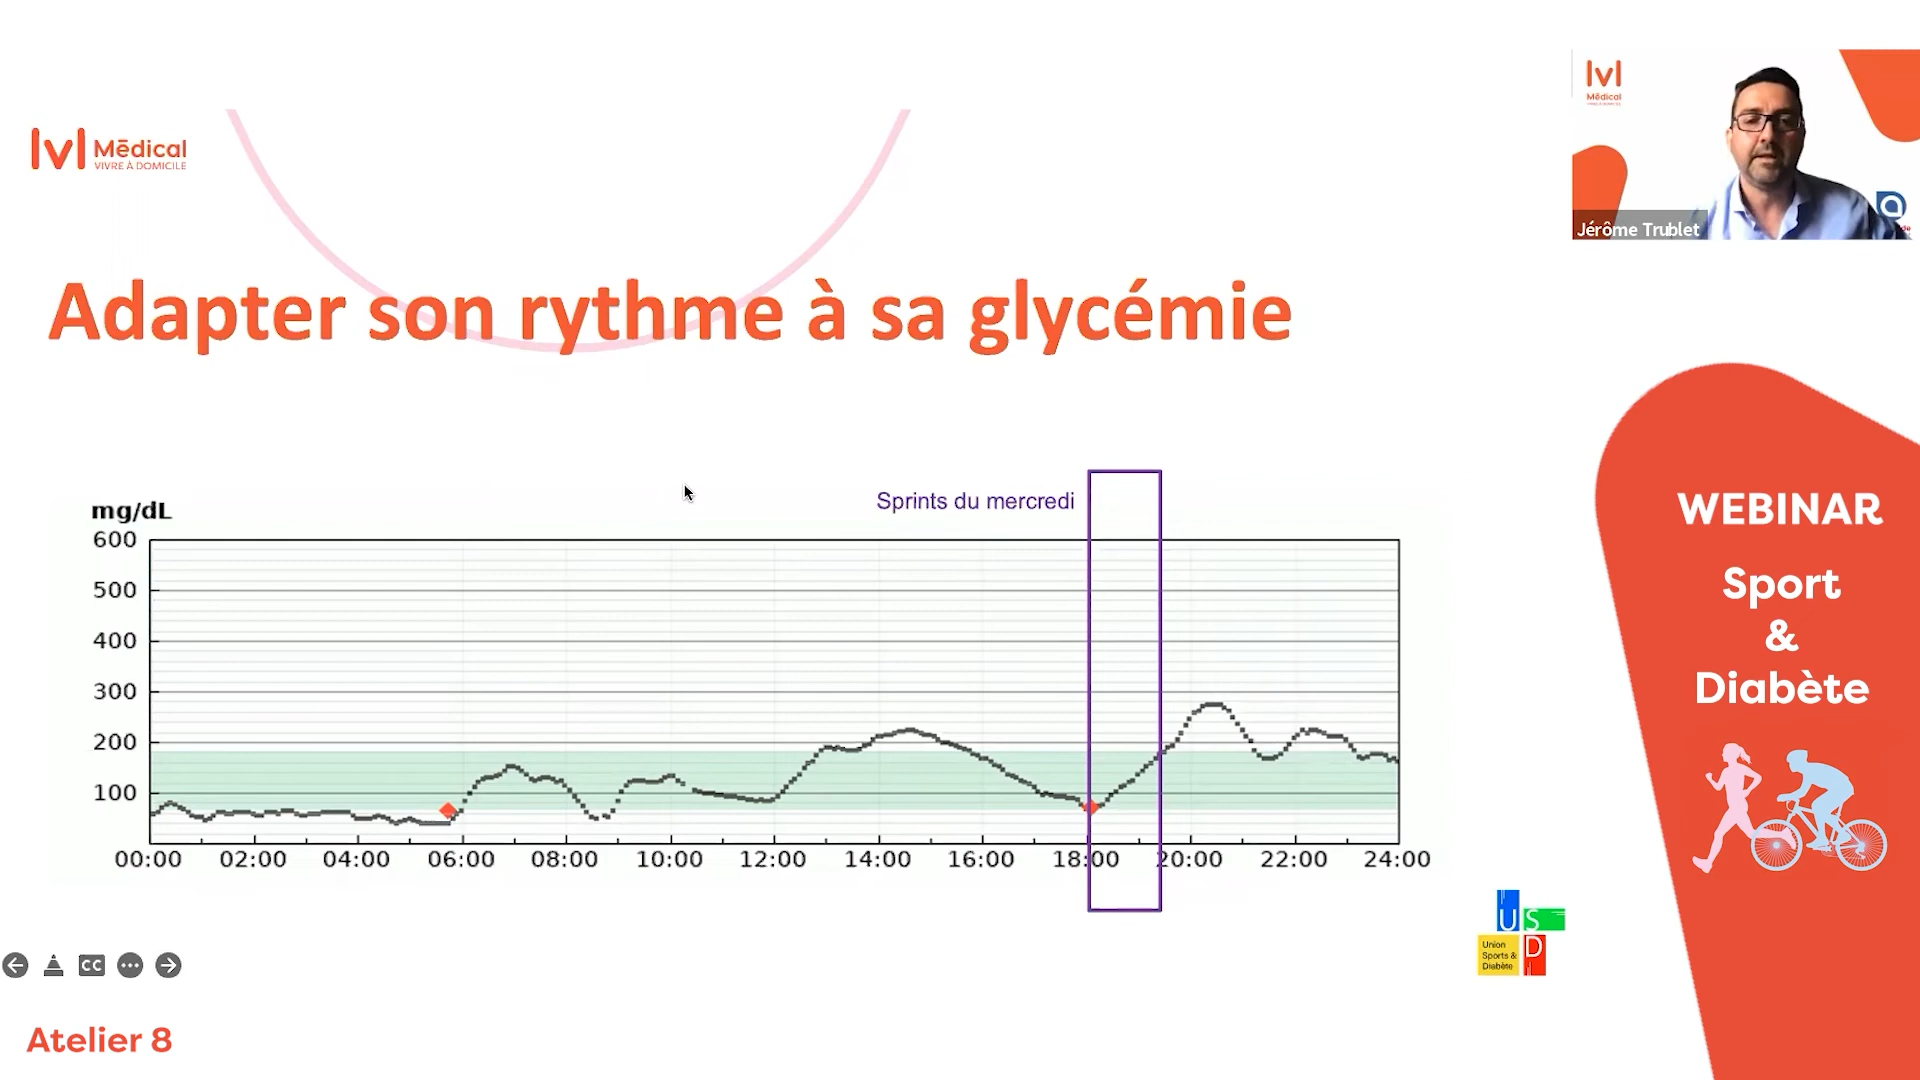 lvl Mēdical
VIVRE À DOMICILE
lvl
Mēdical
Jérôme Trublet
Adapter son rythme à sa glycémie
Sprints du mercredi
mg/dL
600
500
400
300
200
100
00:00 02:00 04:00 06:00 08:00 10:00 12:00 14:00 16:00 18:00 20:00 22:00 24:00
WEBINAR
Sport
&
Diabète
U S
D
Union
Sports &
Diabète
CC
Atelier 8